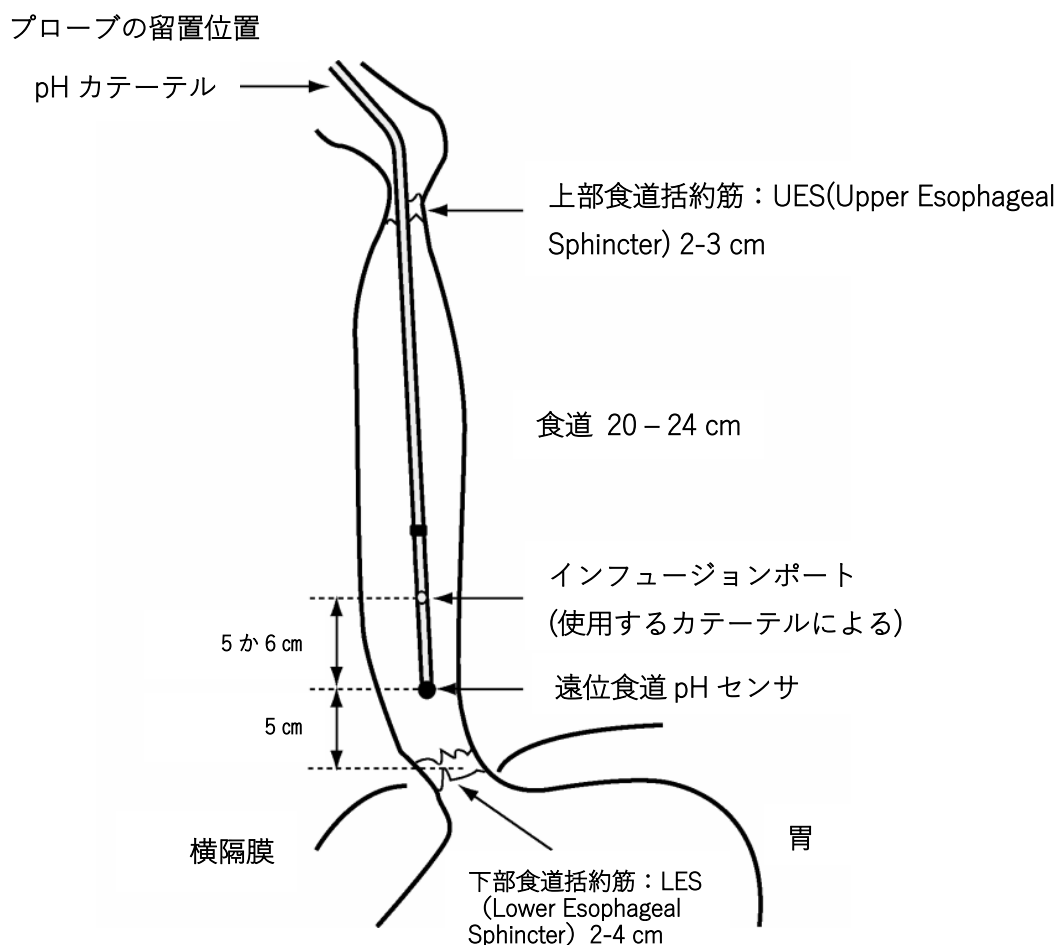 プローブの留置位置
pH カテーテル
上部食道括約筋：UES(Upper Esophageal
Sphincter) 2-3 cm
食道 20 – 24 cm
インフュージョンポート
(使用するカテーテルによる)
5 か 6 ㎝
遠位食道 pH センサ
5 ㎝
横隔膜
胃
下部食道括約筋：LES
（Lower Esophageal
Sphincter）2-4 cm